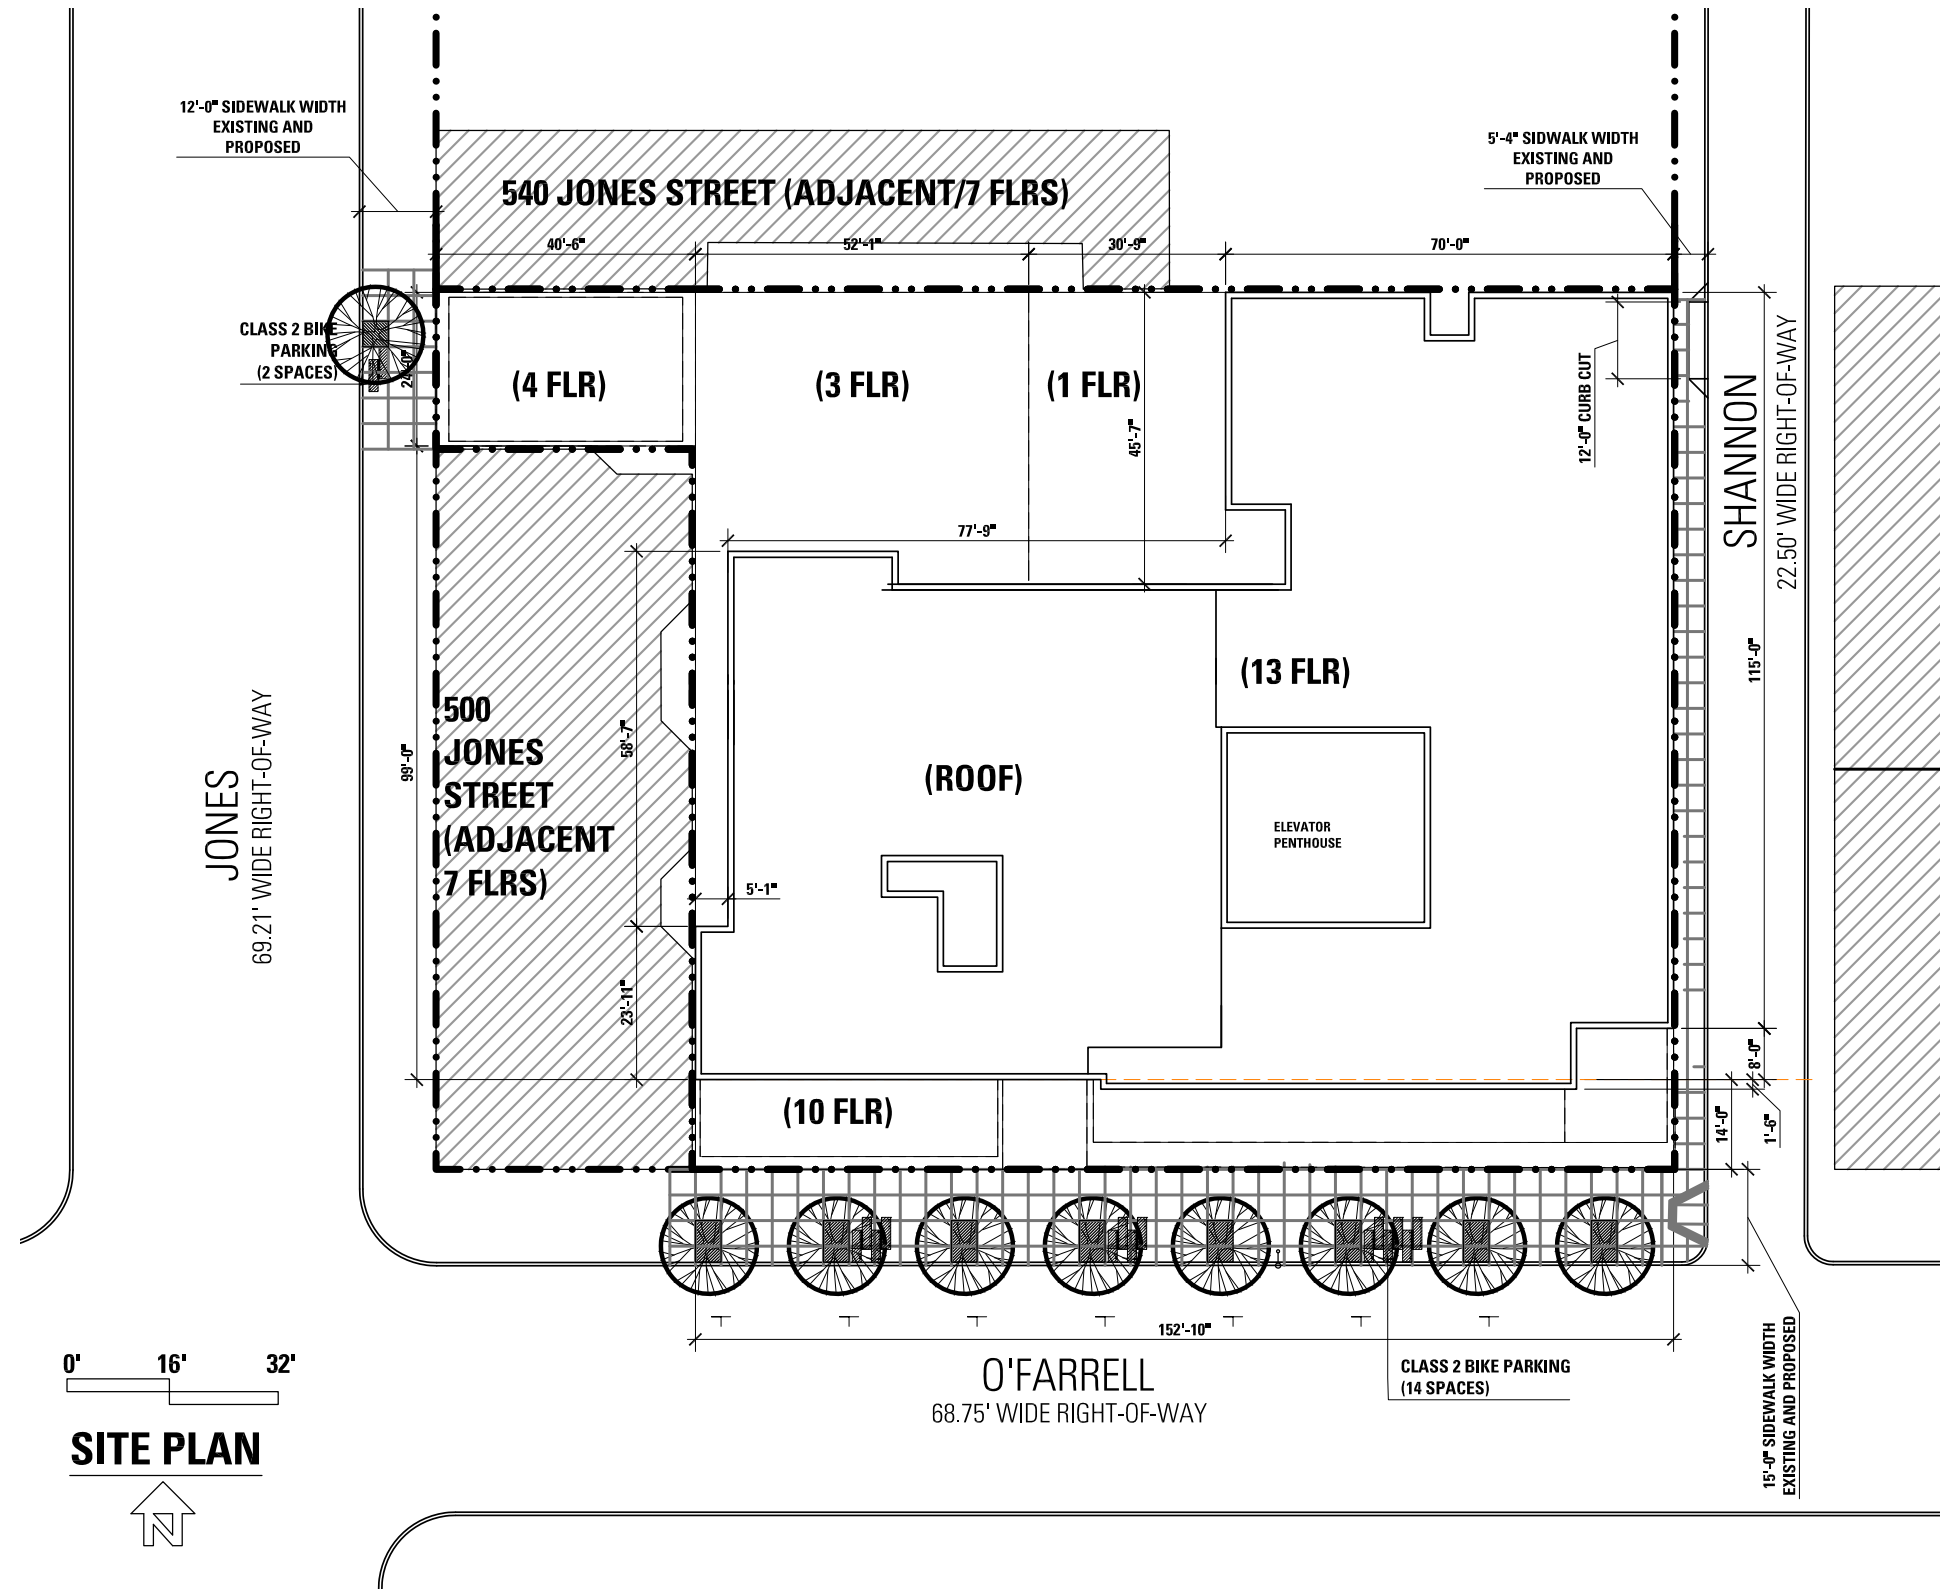 12'-0" SIDEWALK WIDTH
EXISTING AND
PROPOSED
5'-4" SIDWALK WIDTH
EXISTING AND
PROPOSED
540 JONES STREET (ADJACENT/7 FLRS)
40'-6"
52'-1"
30'-9"
70'-0"
CLASS 2 BIKE
PARKING
(2 SPACES)
24'-0"
(4 FLR)
(3 FLR)
(1 FLR)
45'-7"
12'-0" CURB CUT
SHANNON
22.50' WIDE RIGHT-OF-WAY
77'-9"
(13 FLR)
115'-0"
500
JONES
STREET
(ADJACENT
7 FLRS)
58'-7"
99'-0"
JONES
69.21' WIDE RIGHT-OF-WAY
(ROOF)
ELEVATOR
PENTHOUSE
5'-1"
23'-11"
8'-0"
(10 FLR)
14'-0"
1'-6"
152'-10"
O'FARRELL
68.75' WIDE RIGHT-OF-WAY
CLASS 2 BIKE PARKING
(14 SPACES)
15'-0" SIDEWALK WIDTH
EXISTING AND PROPOSED
0' 16' 32'
SITE PLAN
N